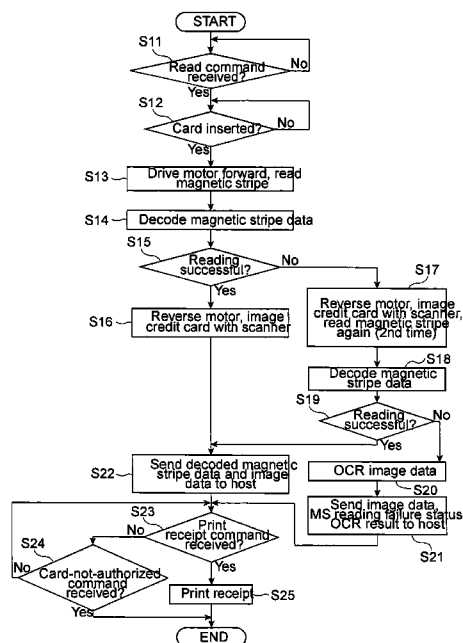 START
S11
Read command
received?
No
Yes
S12
Card inserted?
No
Yes
S13
Drive motor forward, read
magnetic stripe
S14
Decode magnetic stripe data
S15
Reading
successful?
No
Yes
S16
Reverse motor, image
credit card with scanner
S17
Reverse motor, image
credit card with scanner,
read magnetic stripe
again (2nd time)
S18
Decode magnetic
stripe data
S19
Reading
successful?
No
Yes
S22
Send decoded magnetic
stripe data and image
data to host
OCR image data
S20
Send image data,
MS reading failure status,
OCR result to host
S21
S23
Print
receipt command
received?
No
Yes
S24
Card-not-authorized
command
received?
No
Yes
Print receipt
S25
END